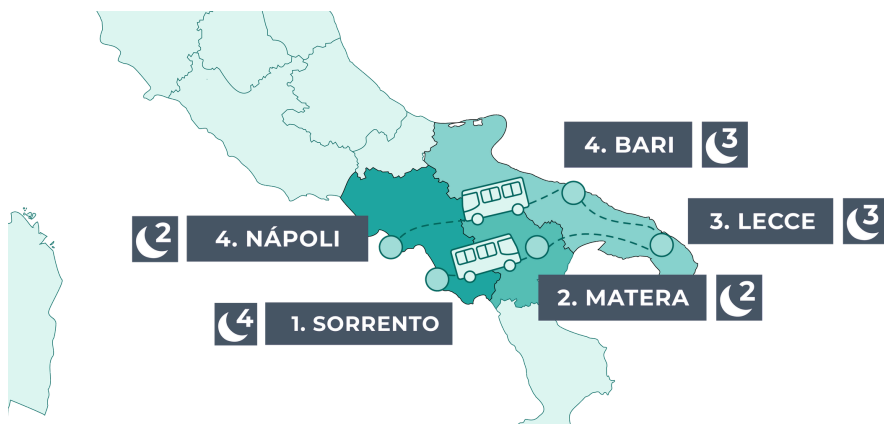 4. BARI 3
3. LECCE 3
2 4. NÁPOLI
2. MATERA 2
4 1. SORRENTO